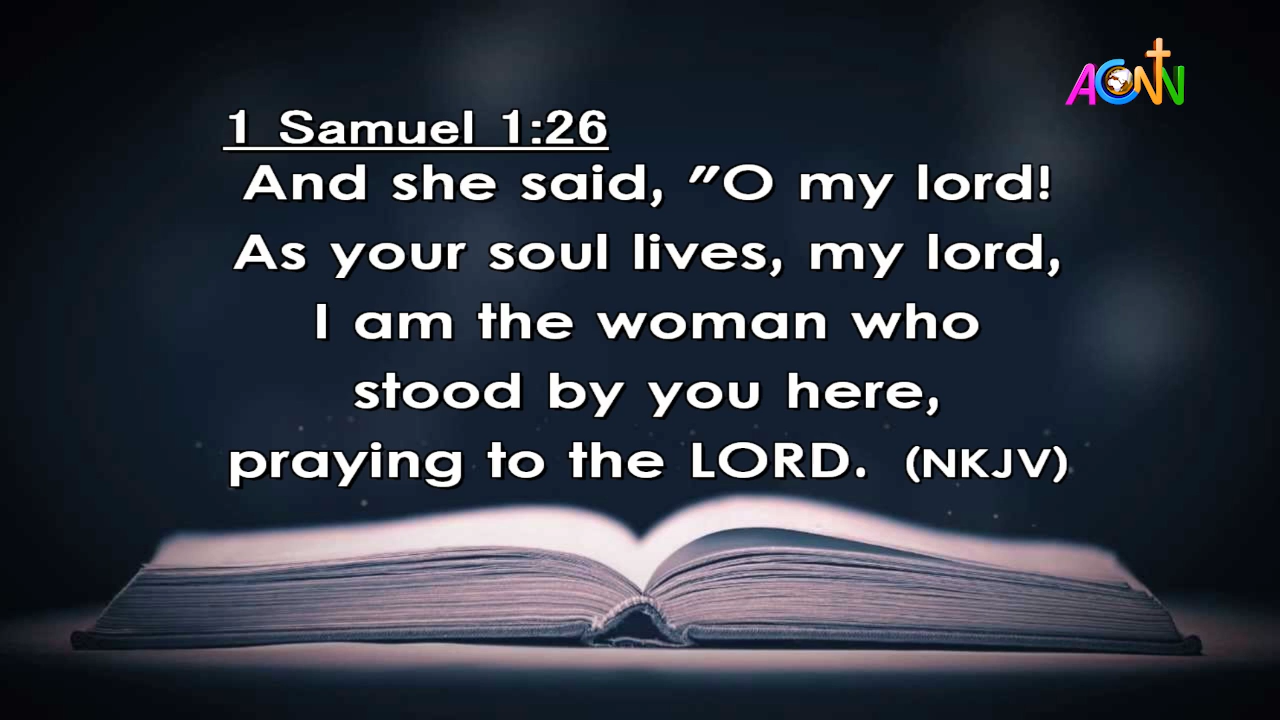 ACNN
1 Samuel 1:26
And she said, "O my lord!
As your soul lives, my lord,
I am the woman who
stood by you here,
praying to the LORD. (NKJV)